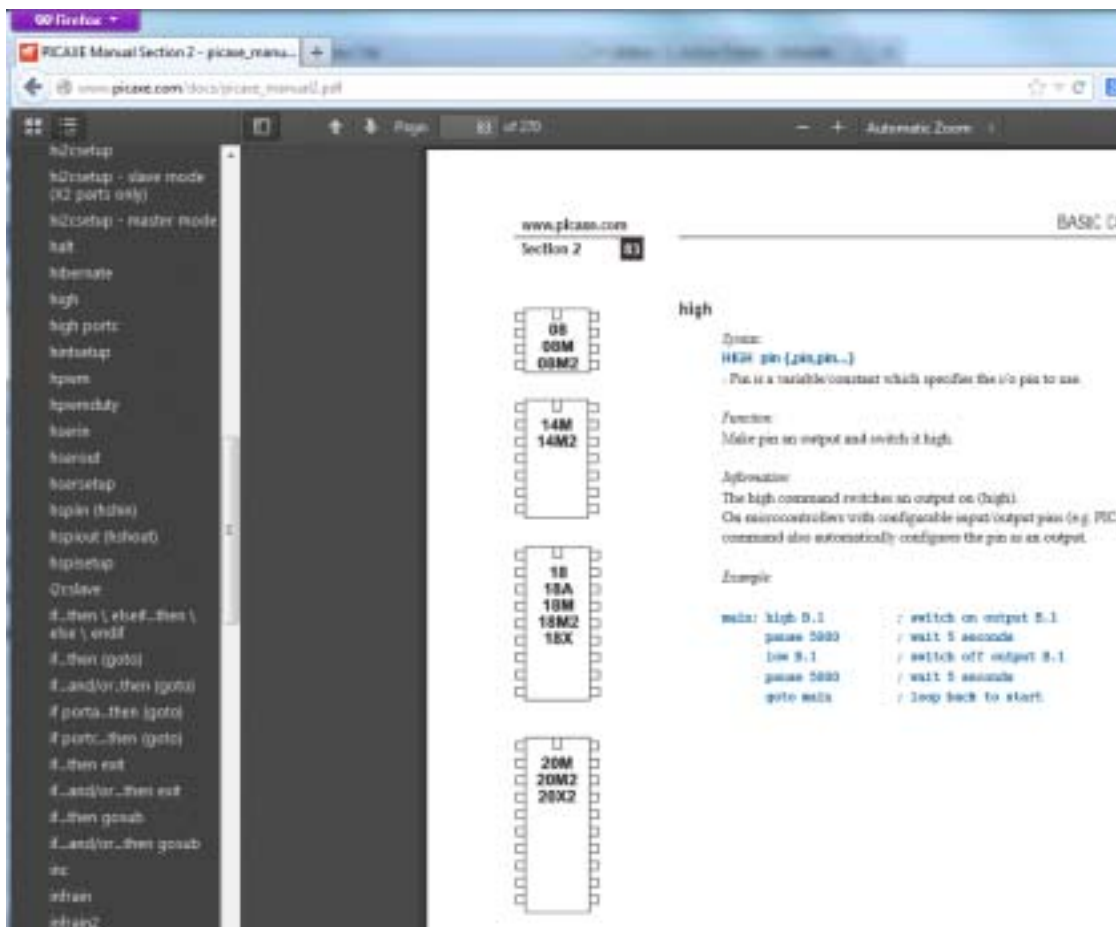 Firefox
PICAXE Manual Section 2 - picaxe_manu...
www.picaxe.com/docs/picaxe_manual2.pdf
Page: 83 of 270
Automatic Zoom
hi2csetup
hi2csetup - slave mode
(X2 parts only)
hi2csetup - master mode
halt
hibernate
high
high portc
hintsetup
hpwm
hpwmduty
hserin
hserout
hsersetup
hspiin (hshin)
hspiout (hshout)
hspisetup
i2cslave
if...then \ elseif...then \
else \ endif
if...then (goto)
if...and/or..then (goto)
if porta...then (goto)
if portc...then (goto)
if...then exit
if...and/or...then exit
if...then gosub
if...and/or...then gosub
inc
infrain
infrain2
www.picaxe.com
BASIC C
Section 2 83
08
08M
08M2
14M
14M2
18
18A
18M
18M2
18X
20M
20M2
20X2
high
Syntax:
HIGH pin {,pin,pin...}
- Pin is a variable/constant which specifies the i/o pin to use.
Function:
Make pin an output and switch it high.
Information:
The high command switches an output on (high).
On microcontrollers with configurable input/output pins (e.g. PIC
command also automatically configures the pin as an output.
Example:
main: high B.1 ; switch on output B.1
pause 5000 ; wait 5 seconds
low B.1 ; switch off output B.1
pause 5000 ; wait 5 seconds
goto main ; loop back to start